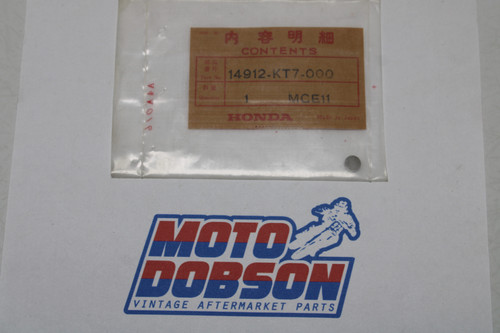 内容明細
CONTENTS
14912-KT7-000
1 MCE11
HONDA
MOTO
DOBSON
VINTAGE AFTERMARKET PARTS